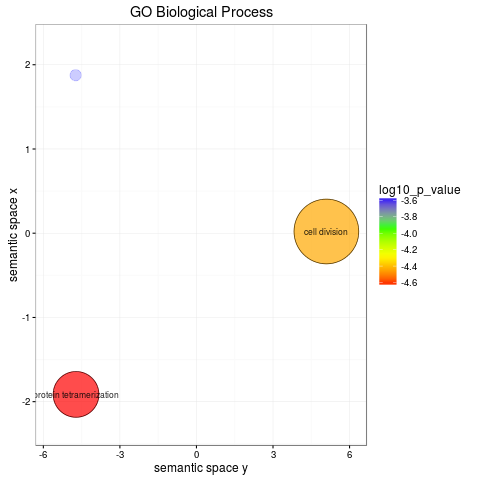 GO Biological Process
semantic space x
2
1
0
-1
-2
-6
-3
0
3
6
semantic space y
cell division
protein tetramerization
log10_p_value
-3.6
-3.8
-4.0
-4.2
-4.4
-4.6